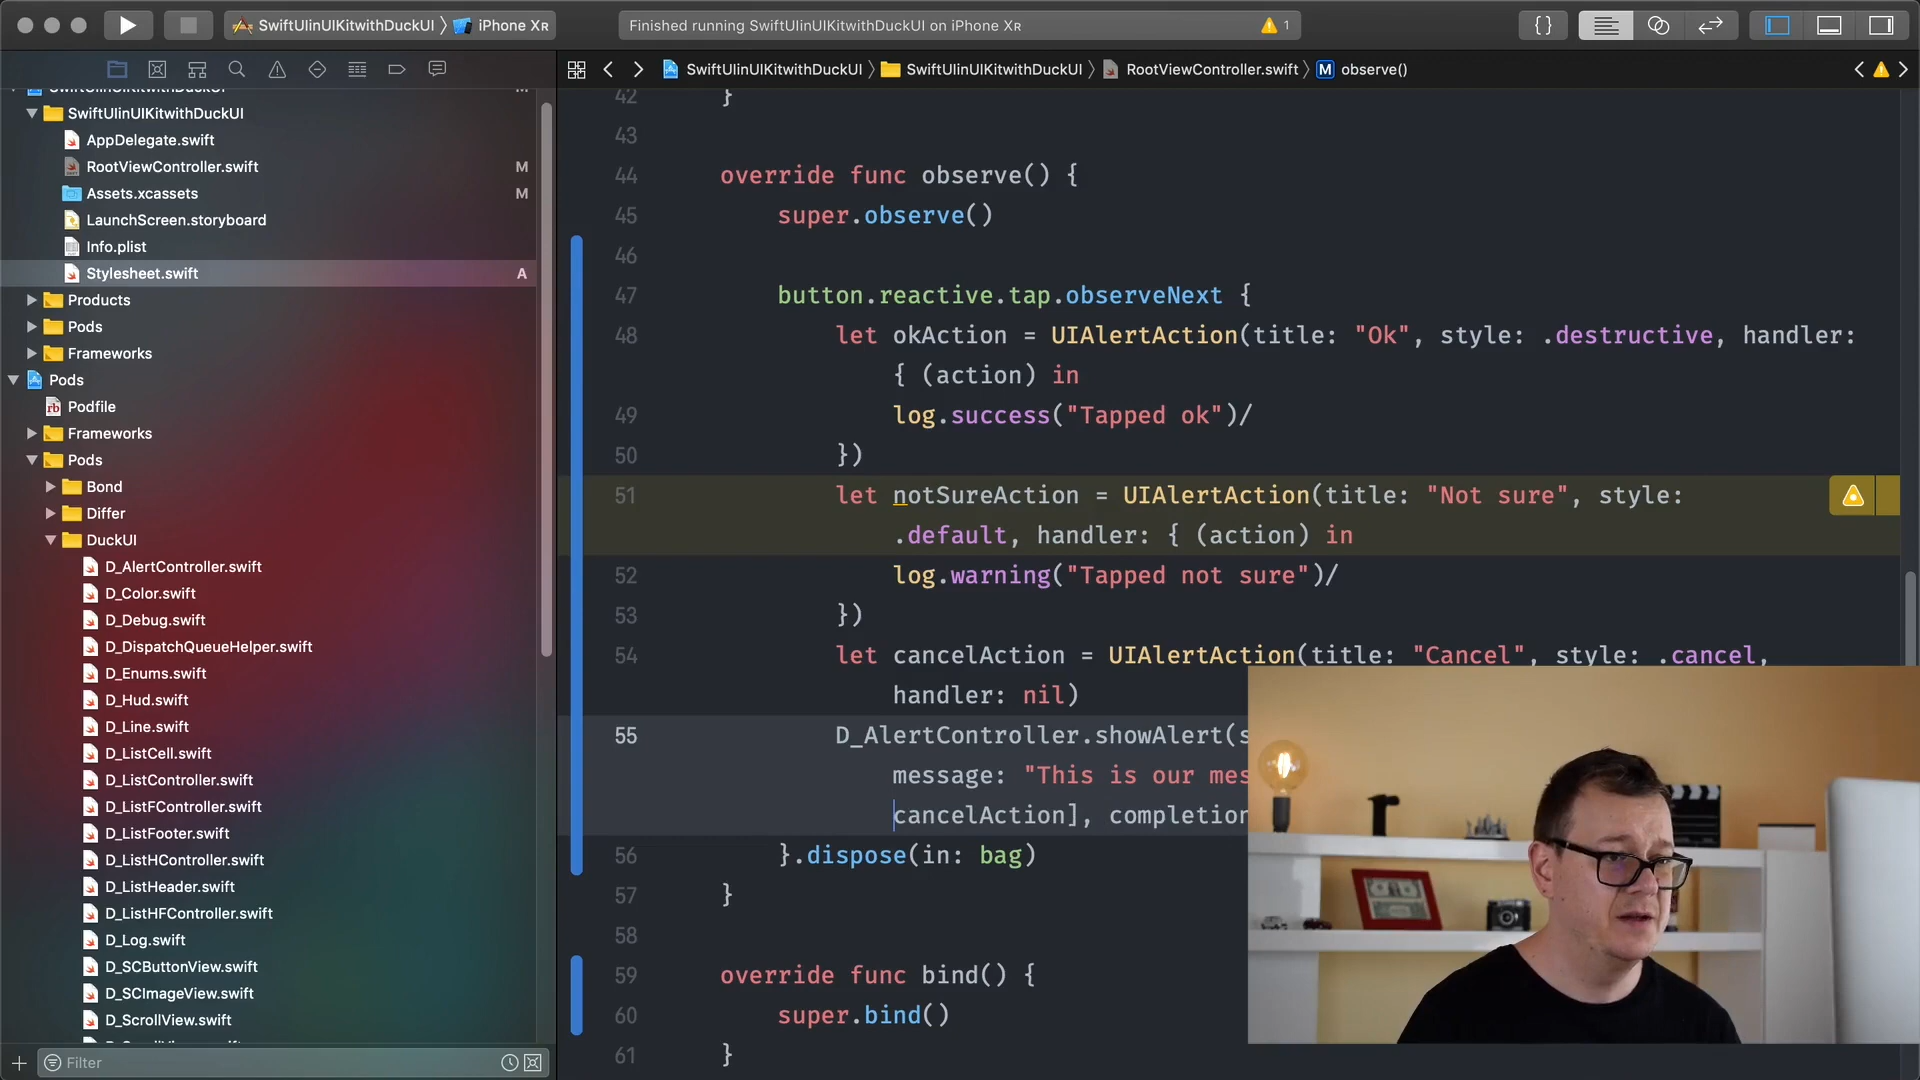 SwiftUIinUIKitwithDuckUI
iPhone XR
Finished running SwiftUIinUIKitwithDuckUI on iPhone XR
1
{}
SwiftUIinUIKitwithDuckUI
SwiftUIinUIKitwithDuckUI
RootViewController.swift
M
observe()
SwiftUIinUIKitwithDuckUI
AppDelegate.swift
RootViewController.swift
M
Assets.xcassets
M
LaunchScreen.storyboard
Info.plist
Stylesheet.swift
A
Products
Pods
Frameworks
Pods
rb
Podfile
Frameworks
Pods
Bond
Differ
DuckUI
D_AlertController.swift
D_Color.swift
D_Debug.swift
D_DispatchQueueHelper.swift
D_Enums.swift
D_Hud.swift
D_Line.swift
D_ListCell.swift
D_ListController.swift
D_ListFController.swift
D_ListFooter.swift
D_ListHController.swift
D_ListHeader.swift
D_ListHFController.swift
D_Log.swift
D_SCButtonView.swift
D_SCImageView.swift
D_ScrollView.swift
Filter
42 }
43
44 override func observe() {
45 super.observe()
46
47 button.reactive.tap.observeNext {
48 let okAction = UIAlertAction(title: "Ok", style: .destructive, handler:
{ (action) in
49 log.success("Tapped ok")/
50 })
51 let notSureAction = UIAlertAction(title: "Not sure", style:
.default, handler: { (action) in
52 log.warning("Tapped not sure")/
53 })
54 let cancelAction = UIAlertAction(title: "Cancel", style: .cancel,
handler: nil)
55 D_AlertController.showAlert(
message: "This is our mes
cancelAction], completion
56 }.dispose(in: bag)
57 }
58
59 override func bind() {
60 super.bind()
61 }